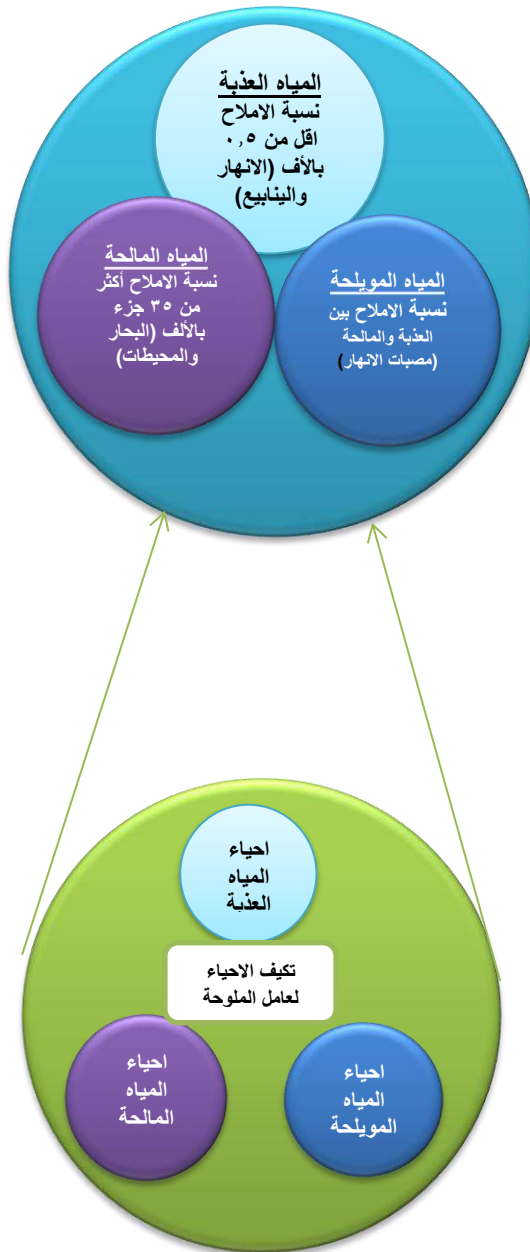 المياه العذبة
نسبة الاملاح
اقل من ٠,٥
بالأف (الانهار
والينابيع)
المياه المويلحة
نسبة الاملاح بين
العذبة والمالحة
(مصبات الانهار)
المياه المالحة
نسبة الاملاح أكثر
من ٣٥ جزء
بالألف (البحار
والمحيطات)
احياء
المياه
العذبة
تكيف الاحياء
لعامل الملوحة
احياء
المياه
المويلحة
احياء
المياه
المالحة